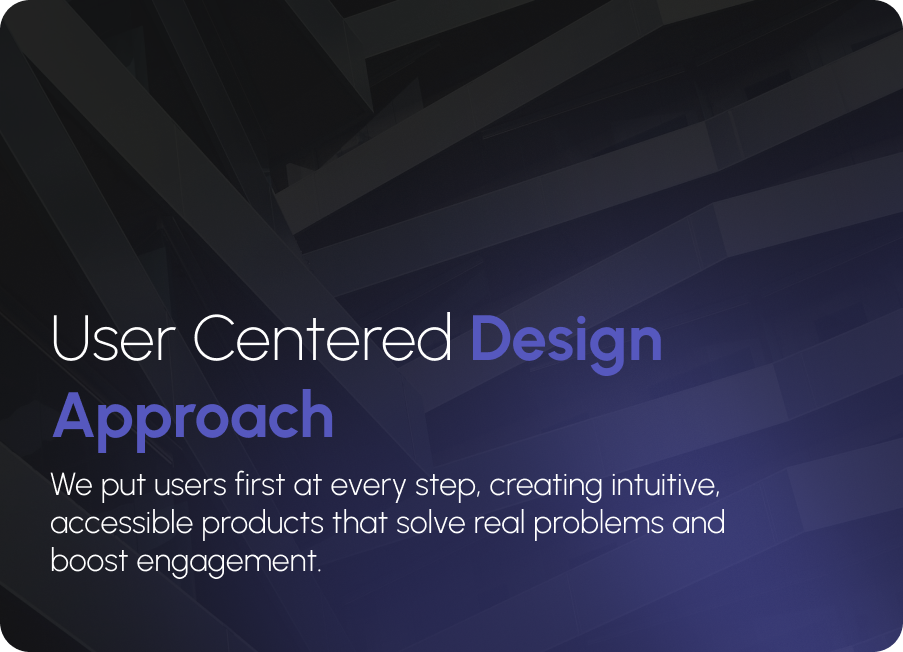 User Centered Design
Approach
We put users first at every step, creating intuitive,
accessible products that solve real problems and
boost engagement.